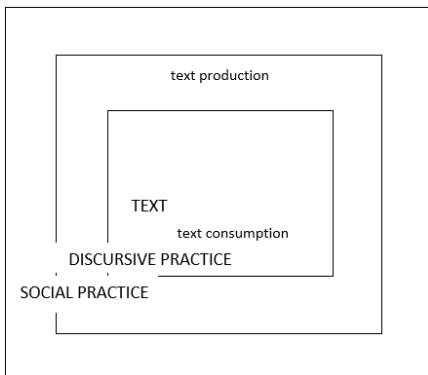 text production
TEXT
text consumption
DISCURSIVE PRACTICE
SOCIAL PRACTICE